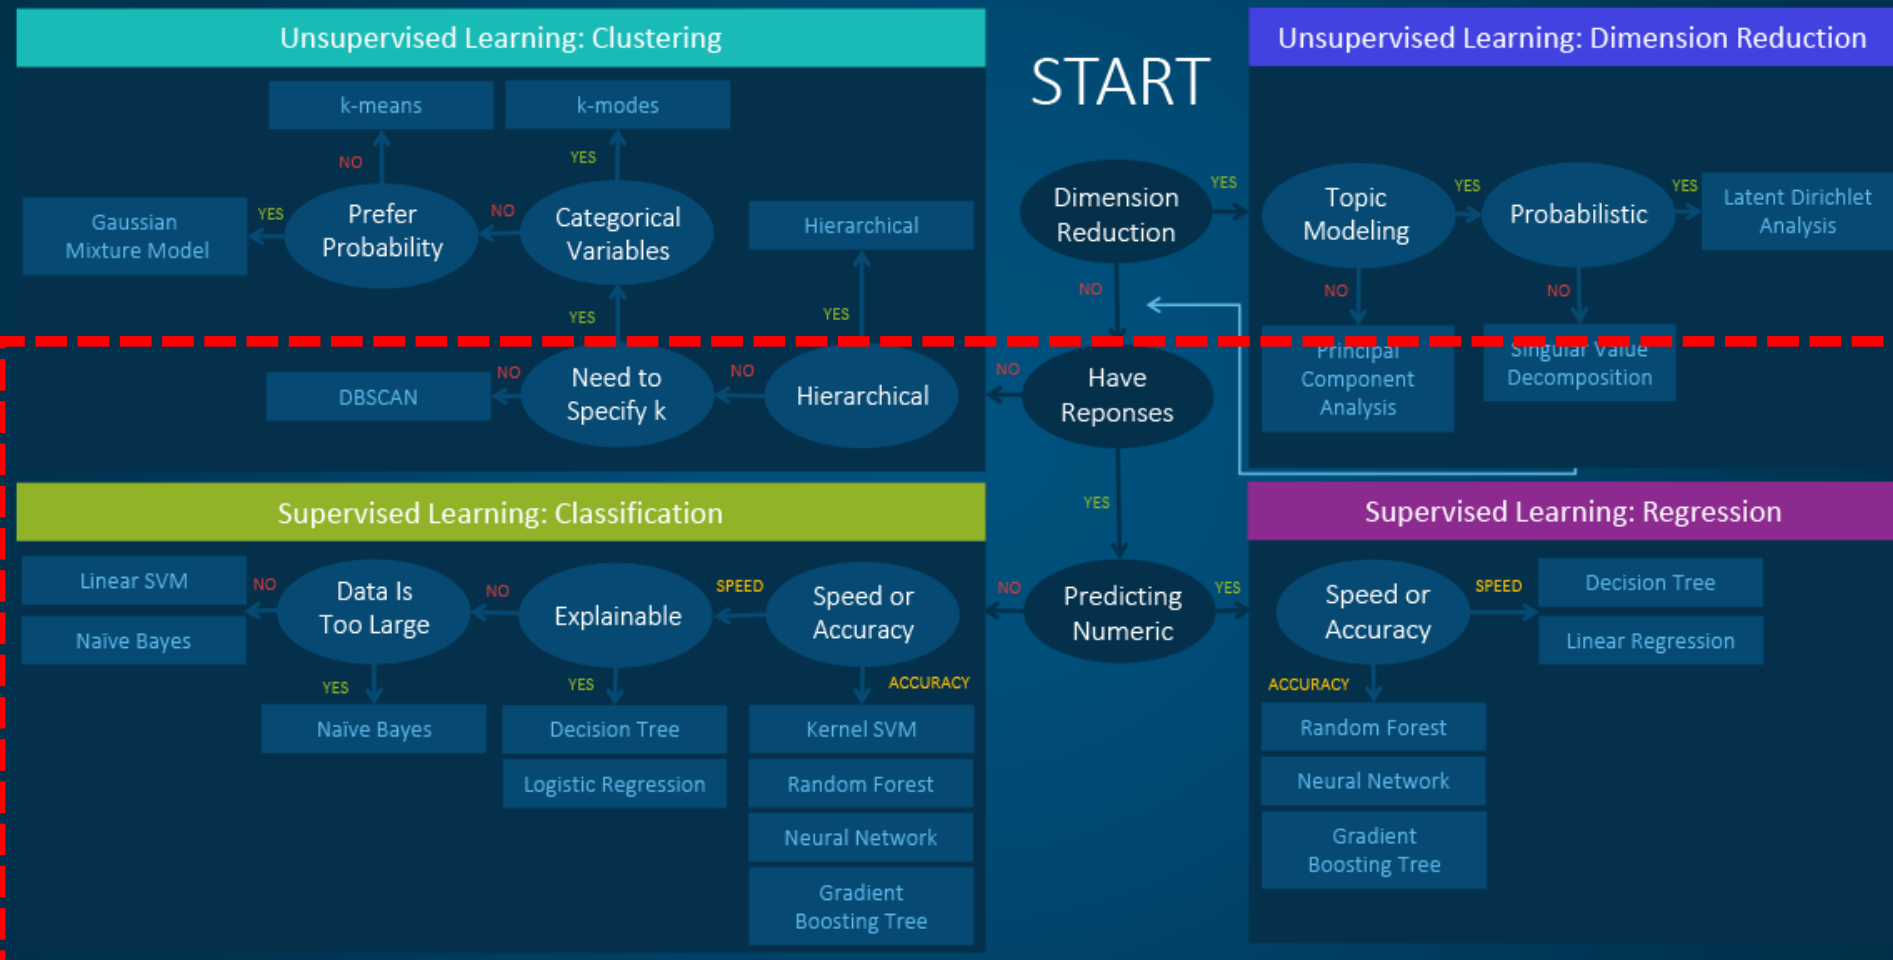 Unsupervised Learning: Clustering
START
Unsupervised Learning: Dimension Reduction
k-means
k-modes
NO
YES
Gaussian
Mixture Model
YES
Prefer
Probability
NO
Categorical
Variables
Hierarchical
YES
YES
Dimension
Reduction
YES
NO
Topic
Modeling
YES
Probabilistic
YES
Latent Dirichlet
Analysis
NO
NO
DBSCAN
NO
Need to
Specify k
NO
Hierarchical
NO
Have
Reponses
Principal
Component
Analysis
Singular Value
Decomposition
YES
Supervised Learning: Classification
Supervised Learning: Regression
Linear SVM
Naïve Bayes
NO
Data Is
Too Large
NO
Explainable
SPEED
Speed or
Accuracy
NO
Predicting
Numeric
YES
Speed or
Accuracy
SPEED
Decision Tree
Linear Regression
YES
YES
ACCURACY
ACCURACY
Naïve Bayes
Decision Tree
Logistic Regression
Kernel SVM
Random Forest
Neural Network
Gradient
Boosting Tree
Random Forest
Neural Network
Gradient
Boosting Tree